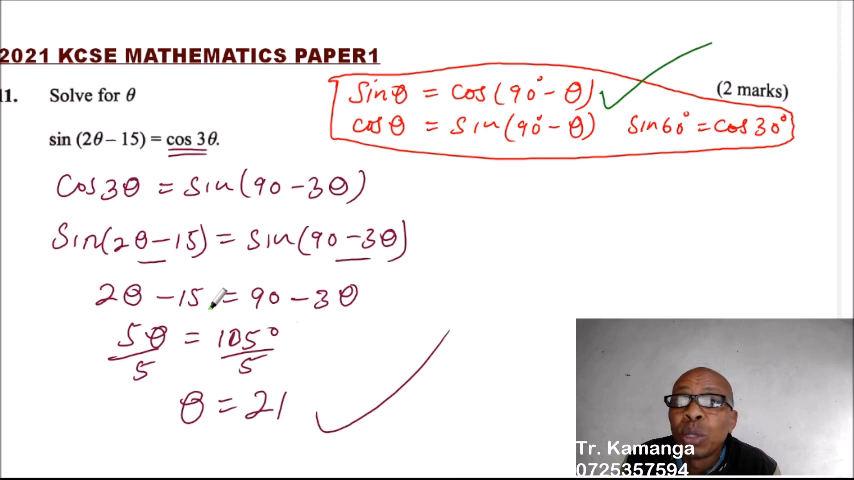 2021 KCSE MATHEMATICS PAPER1
11. Solve for θ (2 marks)
sin (2θ – 15) = cos 3θ.
Sinθ = cos(90° – θ)
cosθ = sin(90° – θ) sin60° = cos30°
Cos3θ = sin(90 – 3θ)
Sin(2θ – 15) = sin(90 – 3θ)
2θ – 15 = 90 – 3θ
5θ = 105°
5 5
θ = 21
Tr. Kamanga
0725357594